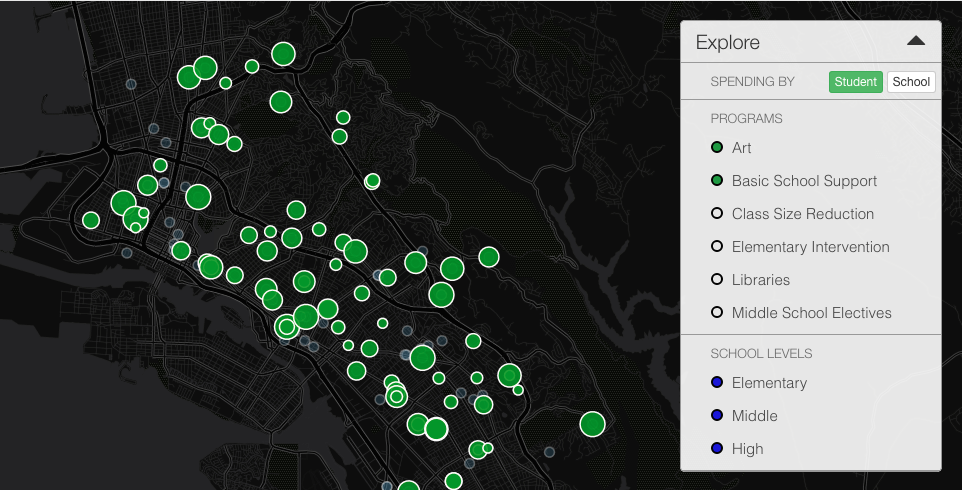 Explore
SPENDING BY Student School
PROGRAMS
Art
Basic School Support
Class Size Reduction
Elementary Intervention
Libraries
Middle School Electives
SCHOOL LEVELS
Elementary
Middle
High